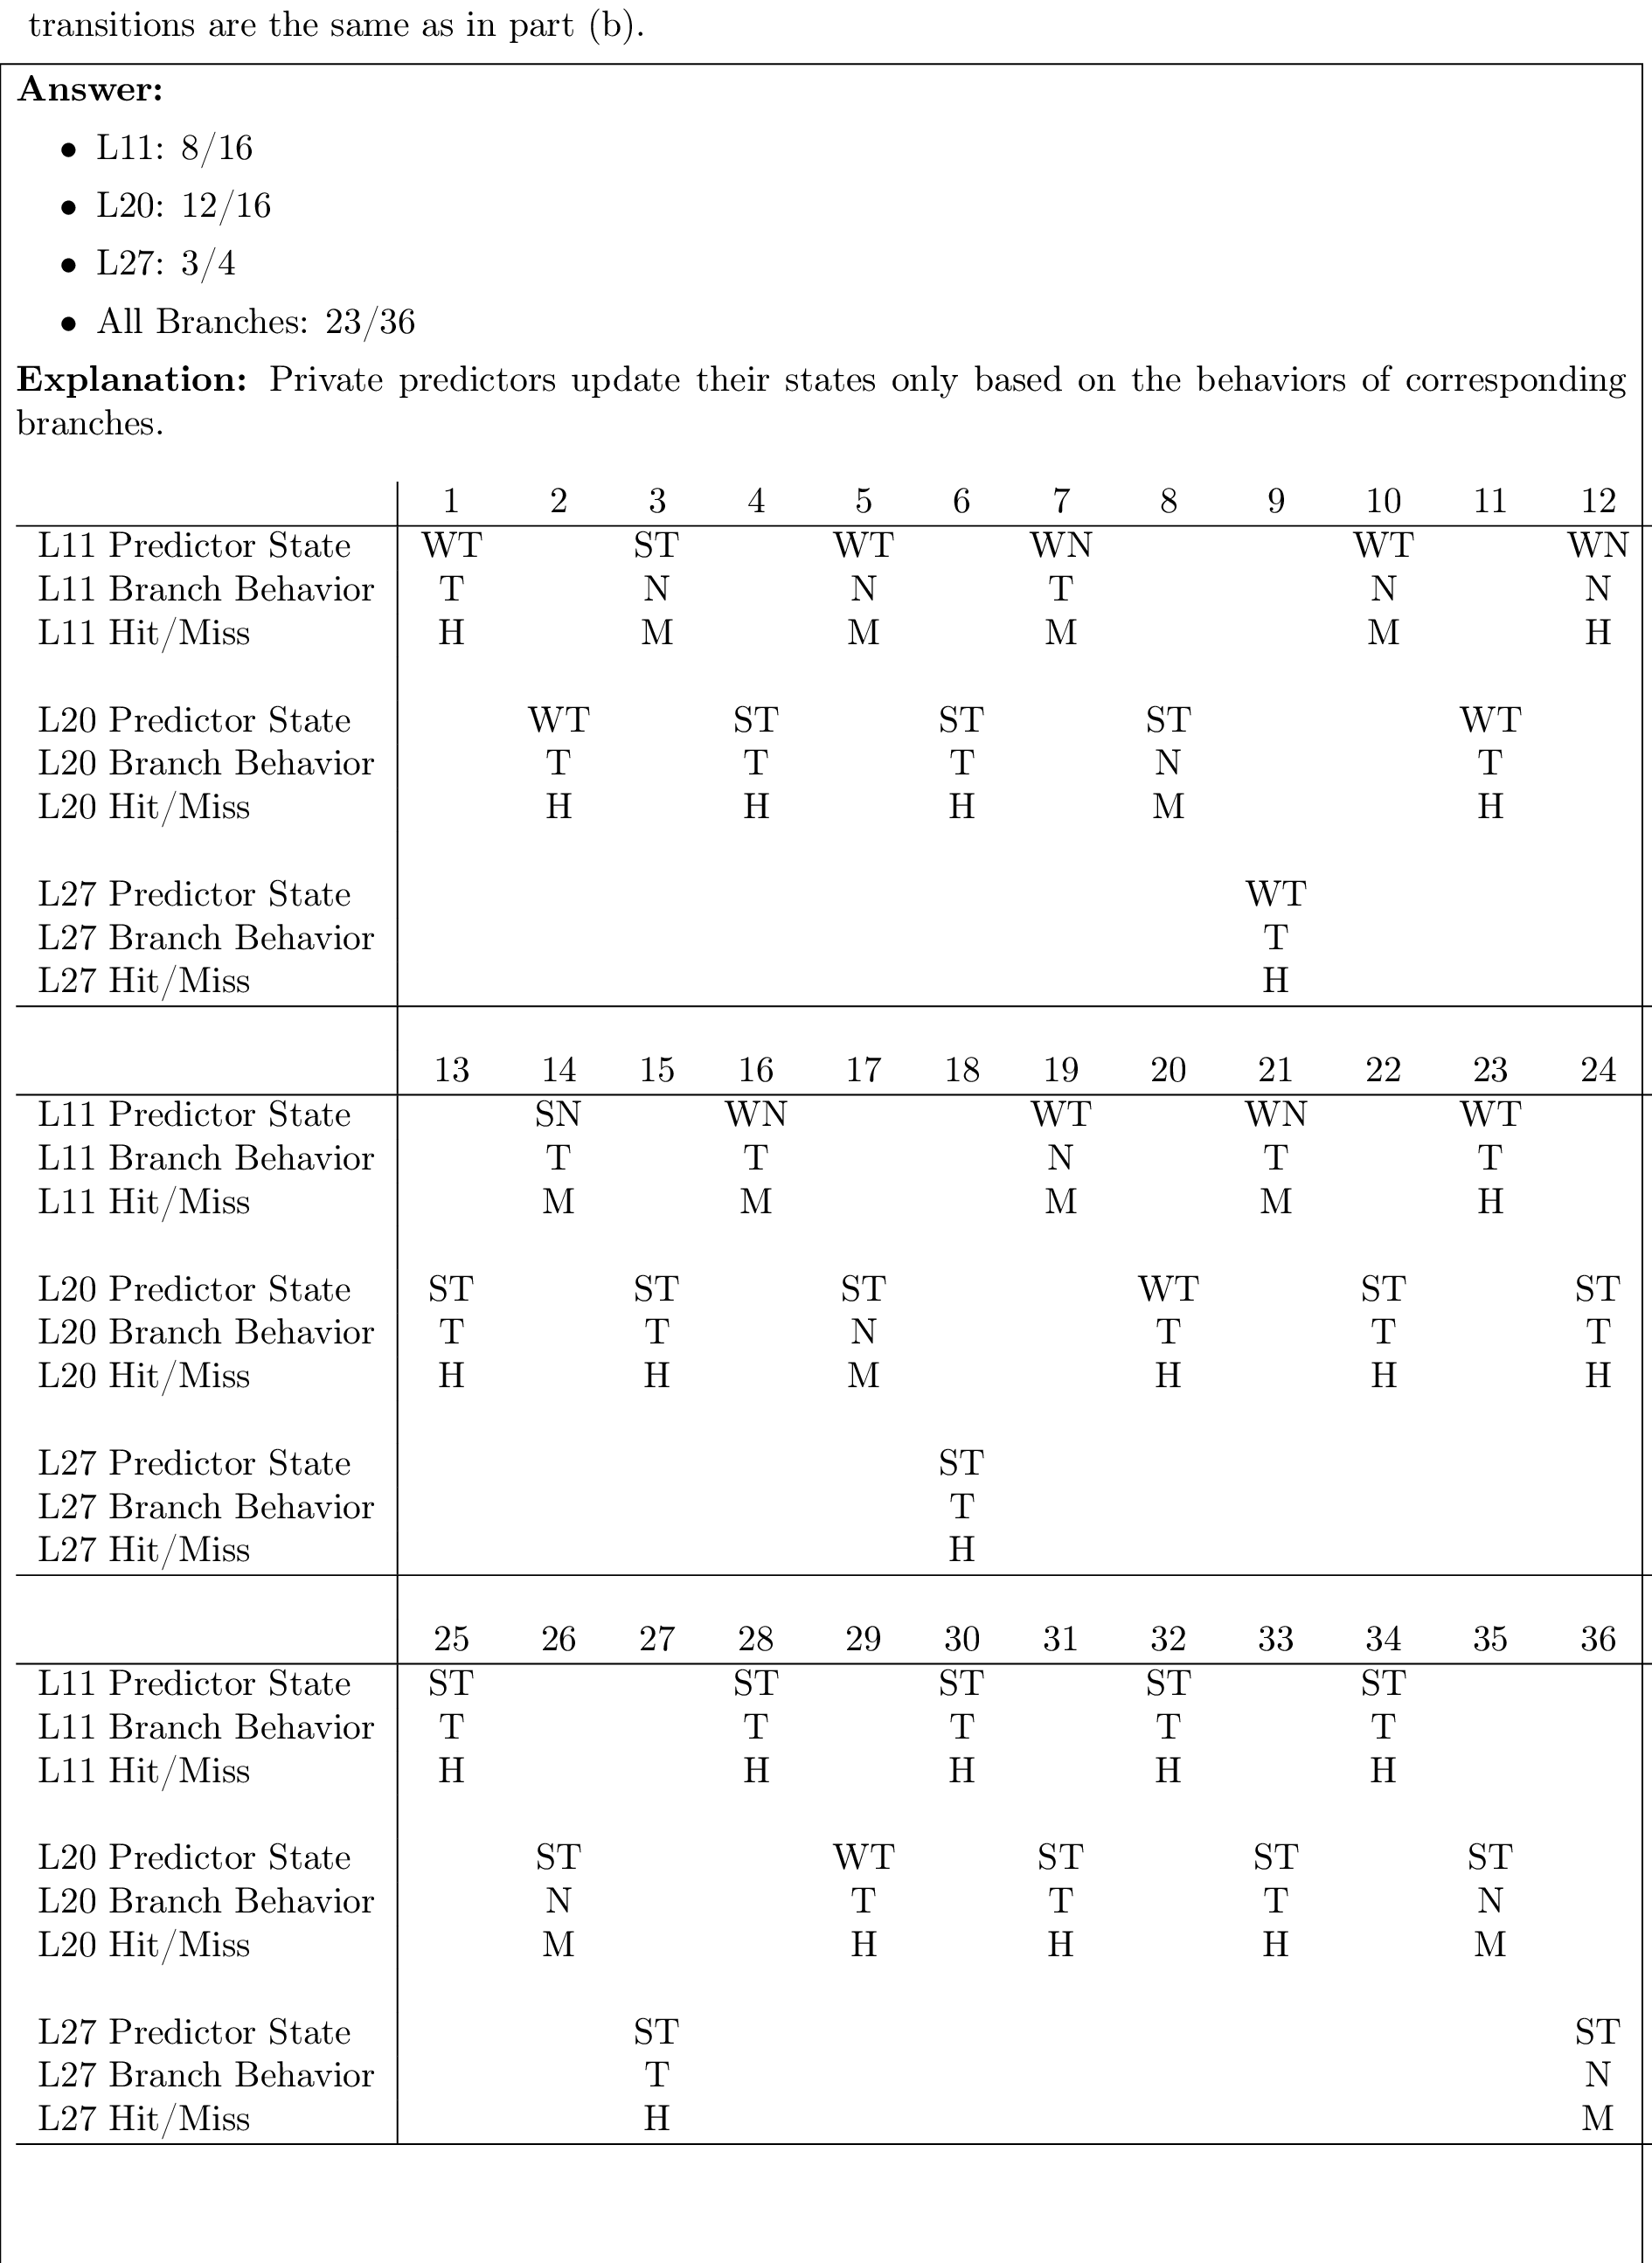 transitions are the same as in part (b).
Answer:
• L11: 8/16
• L20: 12/16
• L27: 3/4
• All Branches: 23/36
Explanation: Private predictors update their states only based on the behaviors of corresponding
branches.
1 2 3 4 5 6 7 8 9 10 11 12
L11 Predictor State WT ST WT WN WT WN
L11 Branch Behavior T N N T N N
L11 Hit/Miss H M M M M H
L20 Predictor State WT ST ST ST WT
L20 Branch Behavior T T T N T
L20 Hit/Miss H H H M H
L27 Predictor State WT
L27 Branch Behavior T
L27 Hit/Miss H
13 14 15 16 17 18 19 20 21 22 23 24
L11 Predictor State SN WN WT WN WT
L11 Branch Behavior T T N T T
L11 Hit/Miss M M M M H
L20 Predictor State ST ST ST WT ST ST
L20 Branch Behavior T T N T T T
L20 Hit/Miss H H M H H H
L27 Predictor State ST
L27 Branch Behavior T
L27 Hit/Miss H
25 26 27 28 29 30 31 32 33 34 35 36
L11 Predictor State ST ST ST ST ST
L11 Branch Behavior T T T T T
L11 Hit/Miss H H H H H
L20 Predictor State ST WT ST ST ST
L20 Branch Behavior N T T T N
L20 Hit/Miss M H H H M
L27 Predictor State ST ST
L27 Branch Behavior T N
L27 Hit/Miss H M